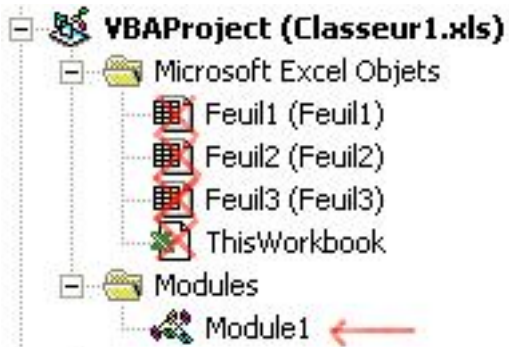 VBAProject (Classeur1.xls)
Microsoft Excel Objets
Feuil1 (Feuil1)
Feuil2 (Feuil2)
Feuil3 (Feuil3)
ThisWorkbook
Modules
Module1